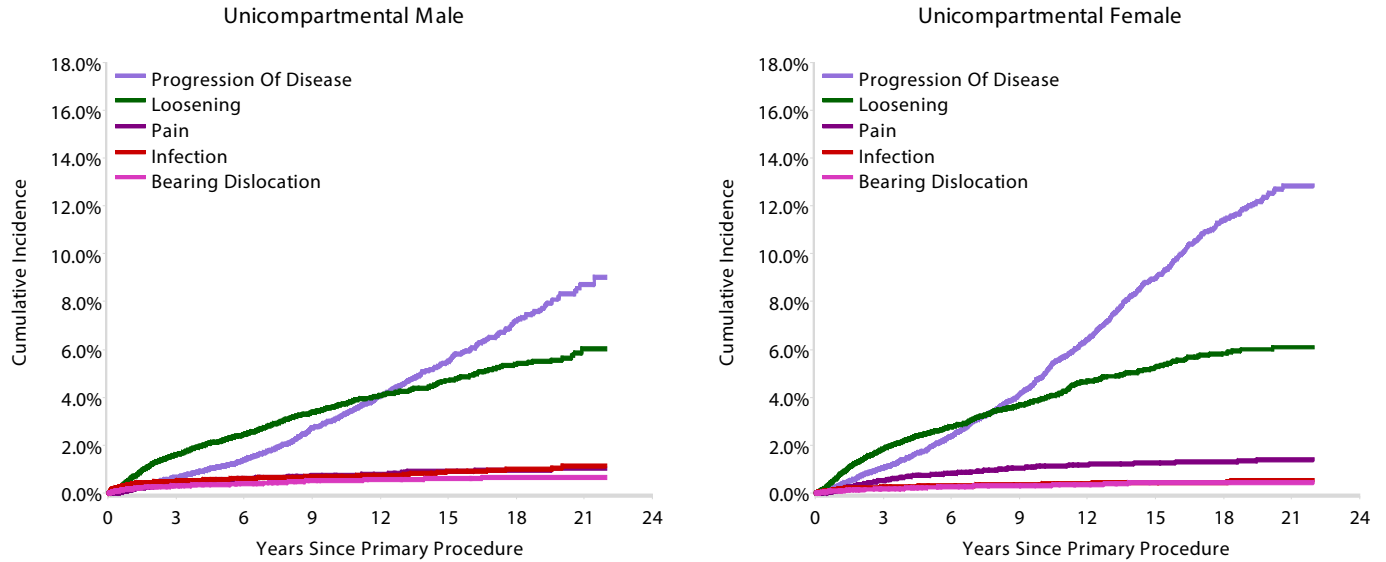 Unicompartmental Male
18.0%
16.0%
14.0%
12.0%
10.0%
8.0%
6.0%
4.0%
2.0%
0.0%
Cumulative Incidence
Progression Of Disease
Loosening
Pain
Infection
Bearing Dislocation
0 3 6 9 12 15 18 21 24
Years Since Primary Procedure
Unicompartmental Female
18.0%
16.0%
14.0%
12.0%
10.0%
8.0%
6.0%
4.0%
2.0%
0.0%
Cumulative Incidence
Progression Of Disease
Loosening
Pain
Infection
Bearing Dislocation
0 3 6 9 12 15 18 21 24
Years Since Primary Procedure